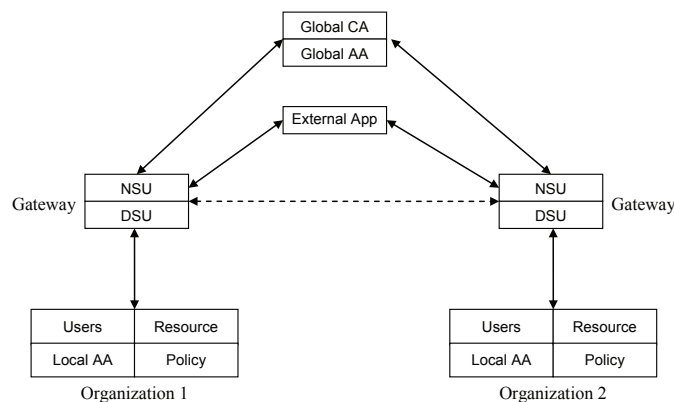 Global CA
Global AA
External App
NSU
NSU
Gateway
Gateway
DSU
DSU
Users
Resource
Users
Resource
Local AA
Policy
Local AA
Policy
Organization 1
Organization 2